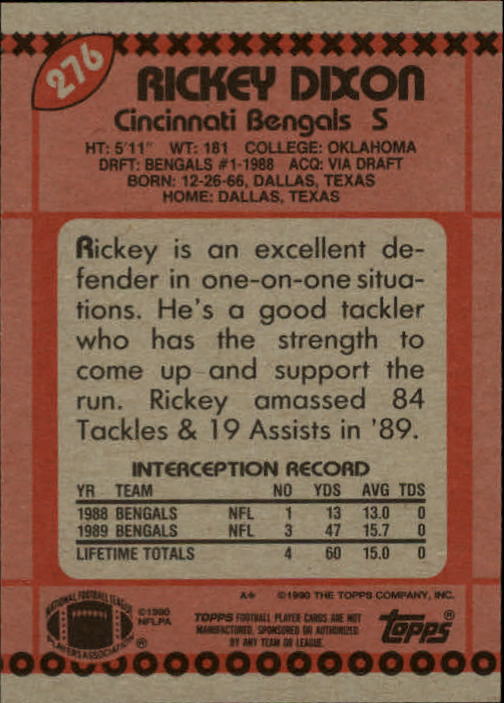 276
RICKEY DIXON
Cincinnati Bengals S
HT: 5'11" WT: 181 COLLEGE: OKLAHOMA
DRFT: BENGALS #1-1988 ACQ: VIA DRAFT
BORN: 12-26-66, DALLAS, TEXAS
HOME: DALLAS, TEXAS
Rickey is an excellent de-
fender in one-on-one situa-
tions. He's a good tackler
who has the strength to
come up and support the
run. Rickey amassed 84
Tackles & 19 Assists in '89.
INTERCEPTION RECORD
YR TEAM NO YDS AVG TDS
1988 BENGALS NFL 1 13 13.0 0
1989 BENGALS NFL 3 47 15.7 0
LIFETIME TOTALS 4 60 15.0 0
A* ©1990 THE TOPPS COMPANY, INC.
NATIONAL FOOTBALL LEAGUE
PLAYERS ASSOCIATION
®
©1990
NFLPA
TOPPS FOOTBALL PLAYER CARDS ARE NOT
MANUFACTURED, SPONSORED OR AUTHORIZED
BY ANY TEAM OR LEAGUE.
topps®